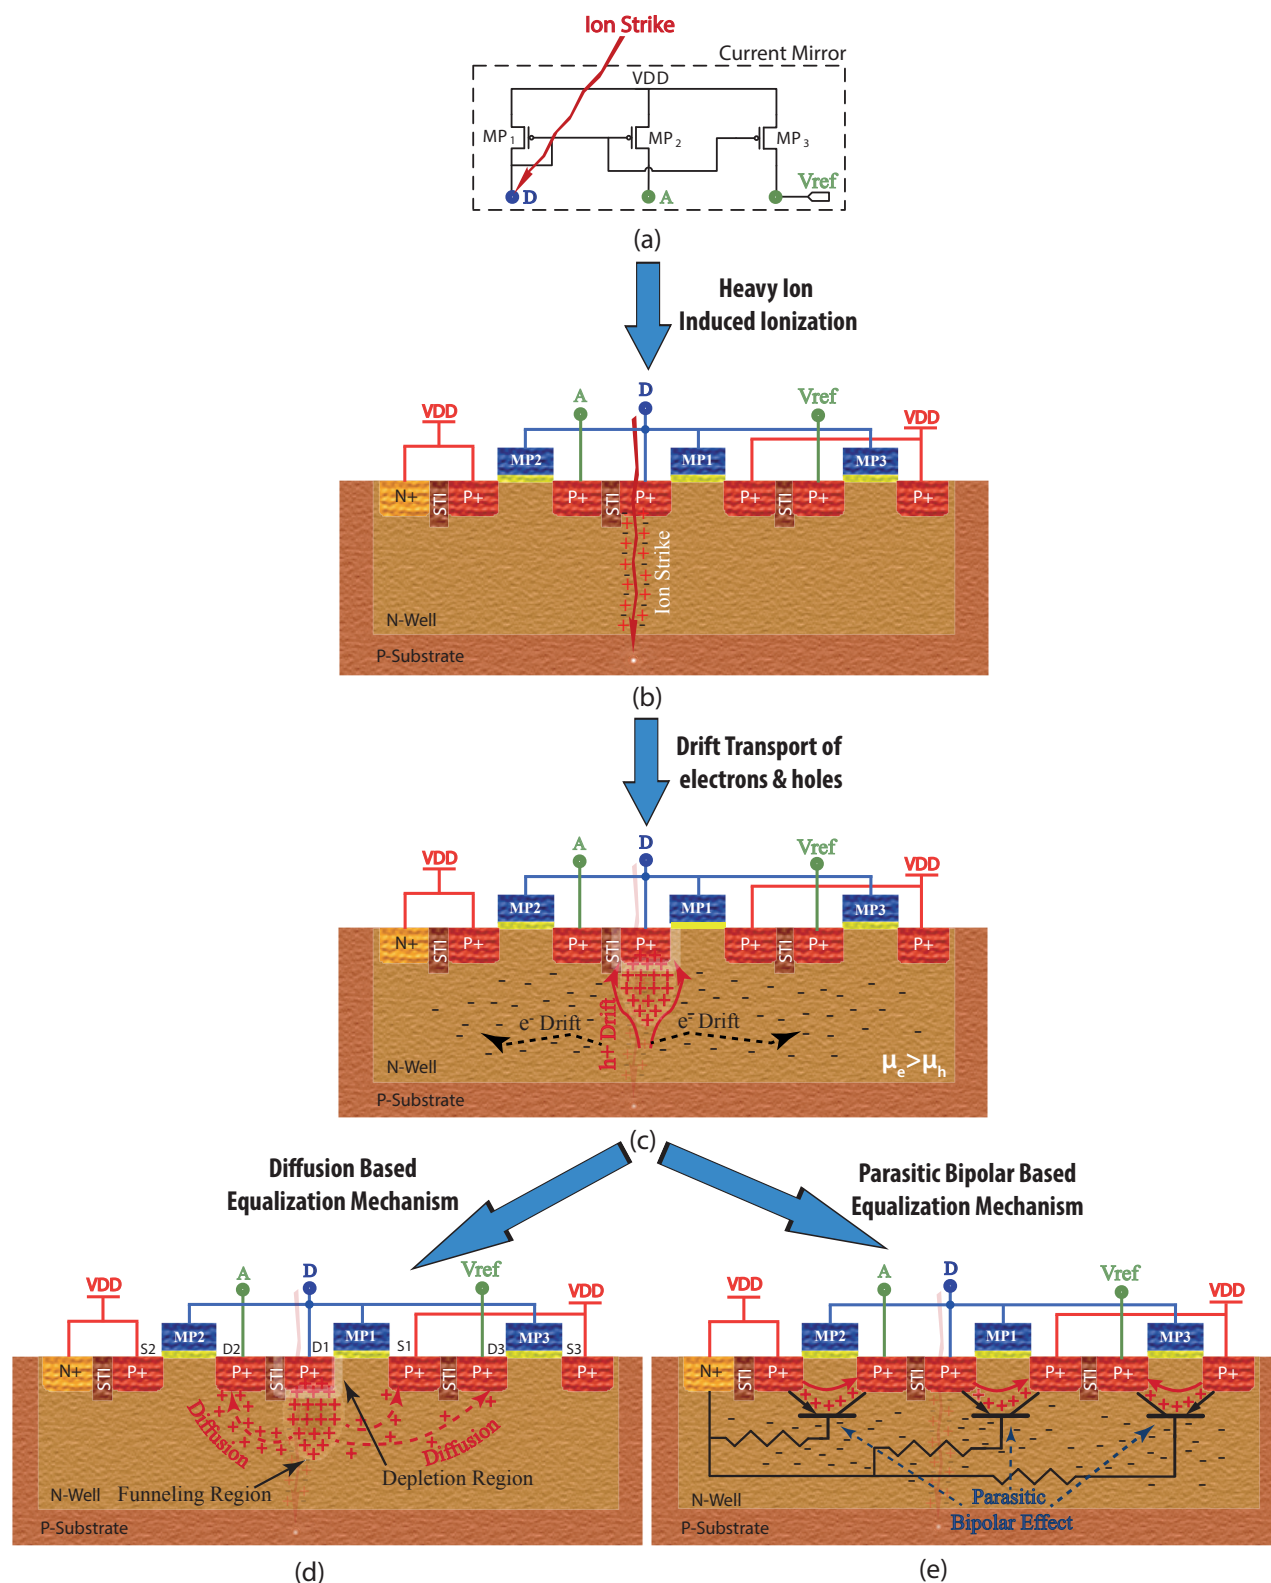 Ion Strike
Current Mirror
VDD
MP1
MP2
MP3
D
A
Vref
(a)
Heavy Ion
Induced Ionization
A
D
Vref
VDD
VDD
MP2
MP1
MP3
N+
STI
P+
P+
STI
P+
P+
STI
P+
P+
Ion Strike
+ - + -
N-Well
P-Substrate
(b)
Drift Transport of
electrons & holes
A
D
Vref
VDD
VDD
MP2
MP1
MP3
N+
STI
P+
P+
STI
P+
P+
STI
P+
P+
e- Drift
h+ Drift
e- Drift
N-Well
μe>μh
P-Substrate
(c)
Diffusion Based
Equalization Mechanism
Parasitic Bipolar Based
Equalization Mechanism
A
D
Vref
VDD
VDD
S2
MP2
D2
D1
MP1
S1
D3
MP3
S3
N+
STI
P+
P+
STI
P+
P+
STI
P+
P+
Diffusion
Diffusion
Depletion Region
Funneling Region
N-Well
P-Substrate
(d)
A
D
Vref
VDD
VDD
MP2
MP1
MP3
N+
STI
P+
P+
STI
P+
P+
STI
P+
P+
Parasitic
Bipolar Effect
N-Well
P-Substrate
(e)